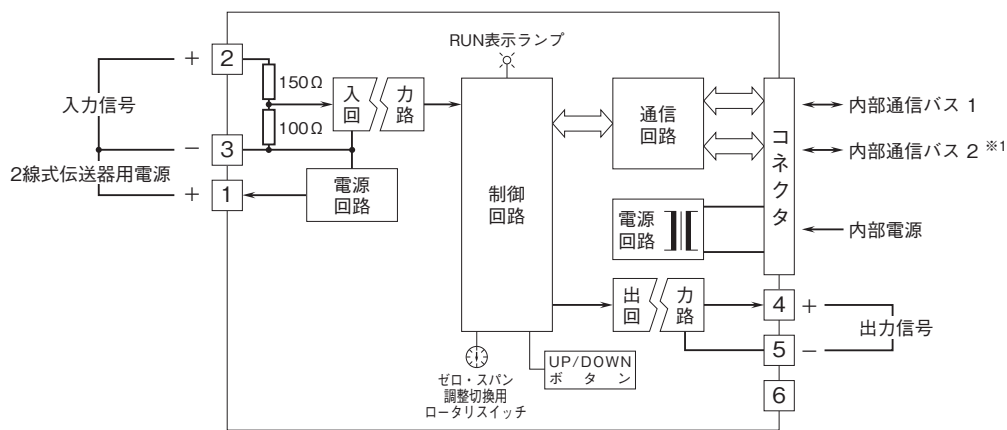 RUN表示ランプ
+
2
150Ω
100Ω
入 力
回 路
入力信号
−
3
2線式伝送器用電源
+
1
電源
回路
制御
回路
通信
回路
コネクタ
内部通信バス 1
内部通信バス 2 ※1
電源
回路
内部電源
出 力
回 路
4
+
出力信号
5
−
6
ゼロ・スパン
調整切換用
ロータリスイッチ
UP/DOWN
ボタン